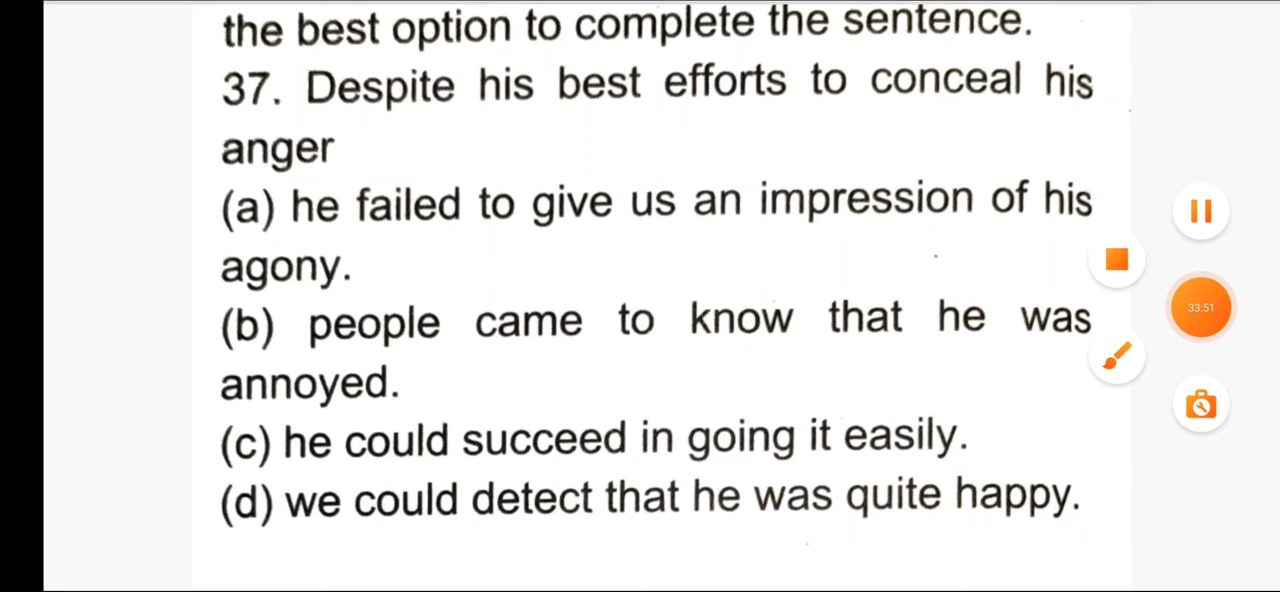 the best option to complete the sentence.
37. Despite his best efforts to conceal his
anger
(a) he failed to give us an impression of his
agony.
(b) people came to know that he was
annoyed.
(c) he could succeed in going it easily.
(d) we could detect that he was quite happy.
33:51